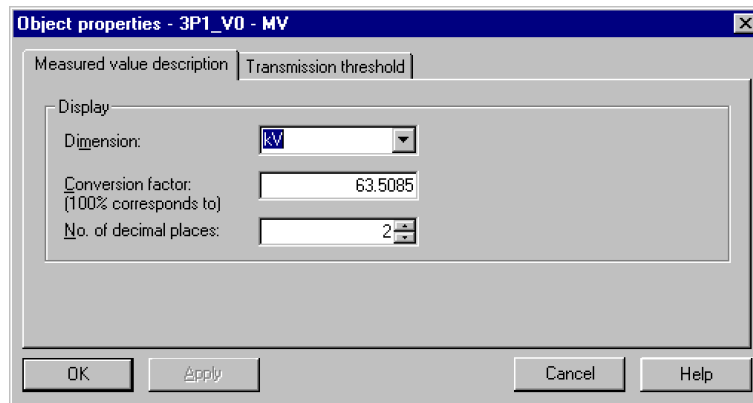 Object properties - 3P1_V0 - MV
Measured value description
Transmission threshold
Display
Dimension:
kV
Conversion factor:
63.5085
(100% corresponds to)
No. of decimal places:
2
OK
Apply
Cancel
Help